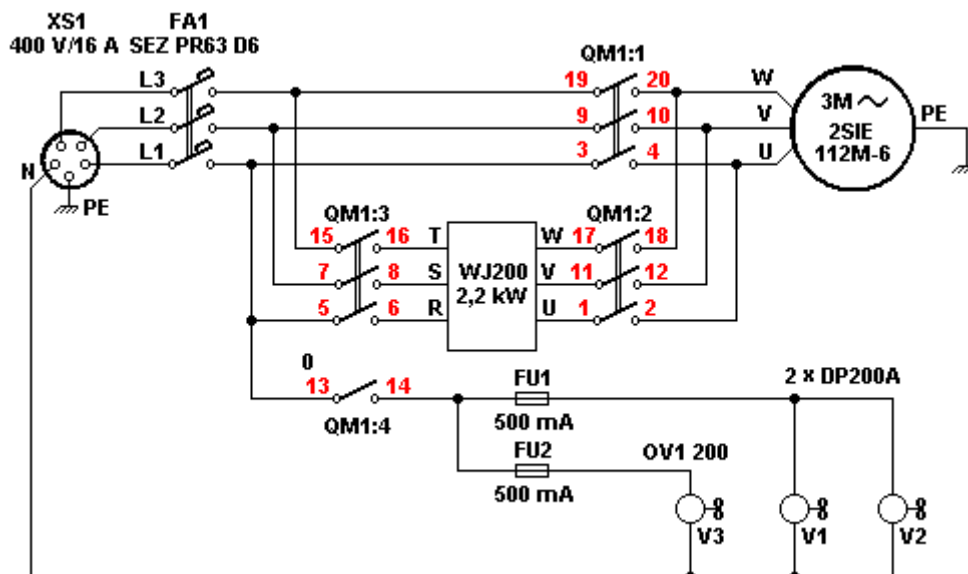 XS1 FA1
400 V/16 A SEZ PR63 D6
QM1:1
L3 19 20 W
L2 9 10 V 3M ~ PE
L1 3 4 U 2SIE
112M-6
N
PE
QM1:3 QM1:2
15 16 T W 17 18
7 8 S WJ200 V 11 12
2,2 kW
5 6 R U 1 2
0
13 14 FU1 2 × DP200A
QM1:4 500 mA
FU2 OV1 200
500 mA
V3 V1 V2